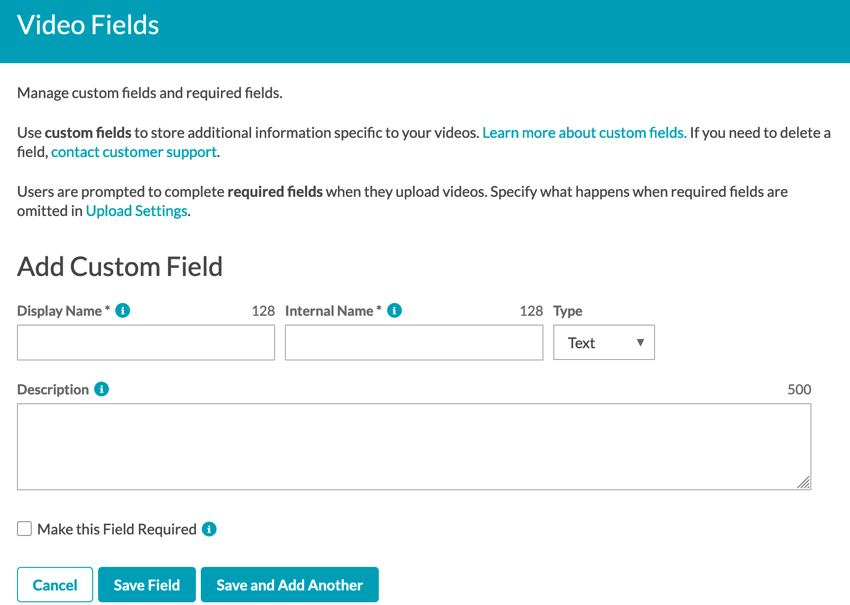 Video Fields
Manage custom fields and required fields.
Use custom fields to store additional information specific to your videos. Learn more about custom fields. If you need to delete a
field, contact customer support.
Users are prompted to complete required fields when they upload videos. Specify what happens when required fields are
omitted in Upload Settings.
Add Custom Field
Display Name * i 128 Internal Name * i 128 Type
Text ▼
Description i 500
Make this Field Required i
Cancel Save Field Save and Add Another